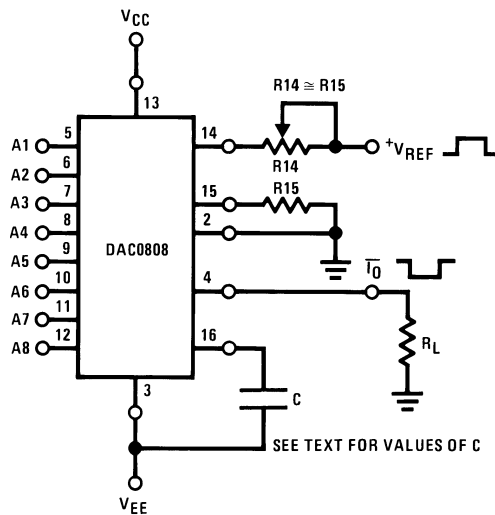 VCC
13
R14 ≅ R15
A1 5
14
R14
+VREF
A2 6
A3 7
15
R15
A4 8
2
DAC0808
A5 9
A6 10
4
I0
A7 11
A8 12
16
RL
C
3
SEE TEXT FOR VALUES OF C
VEE